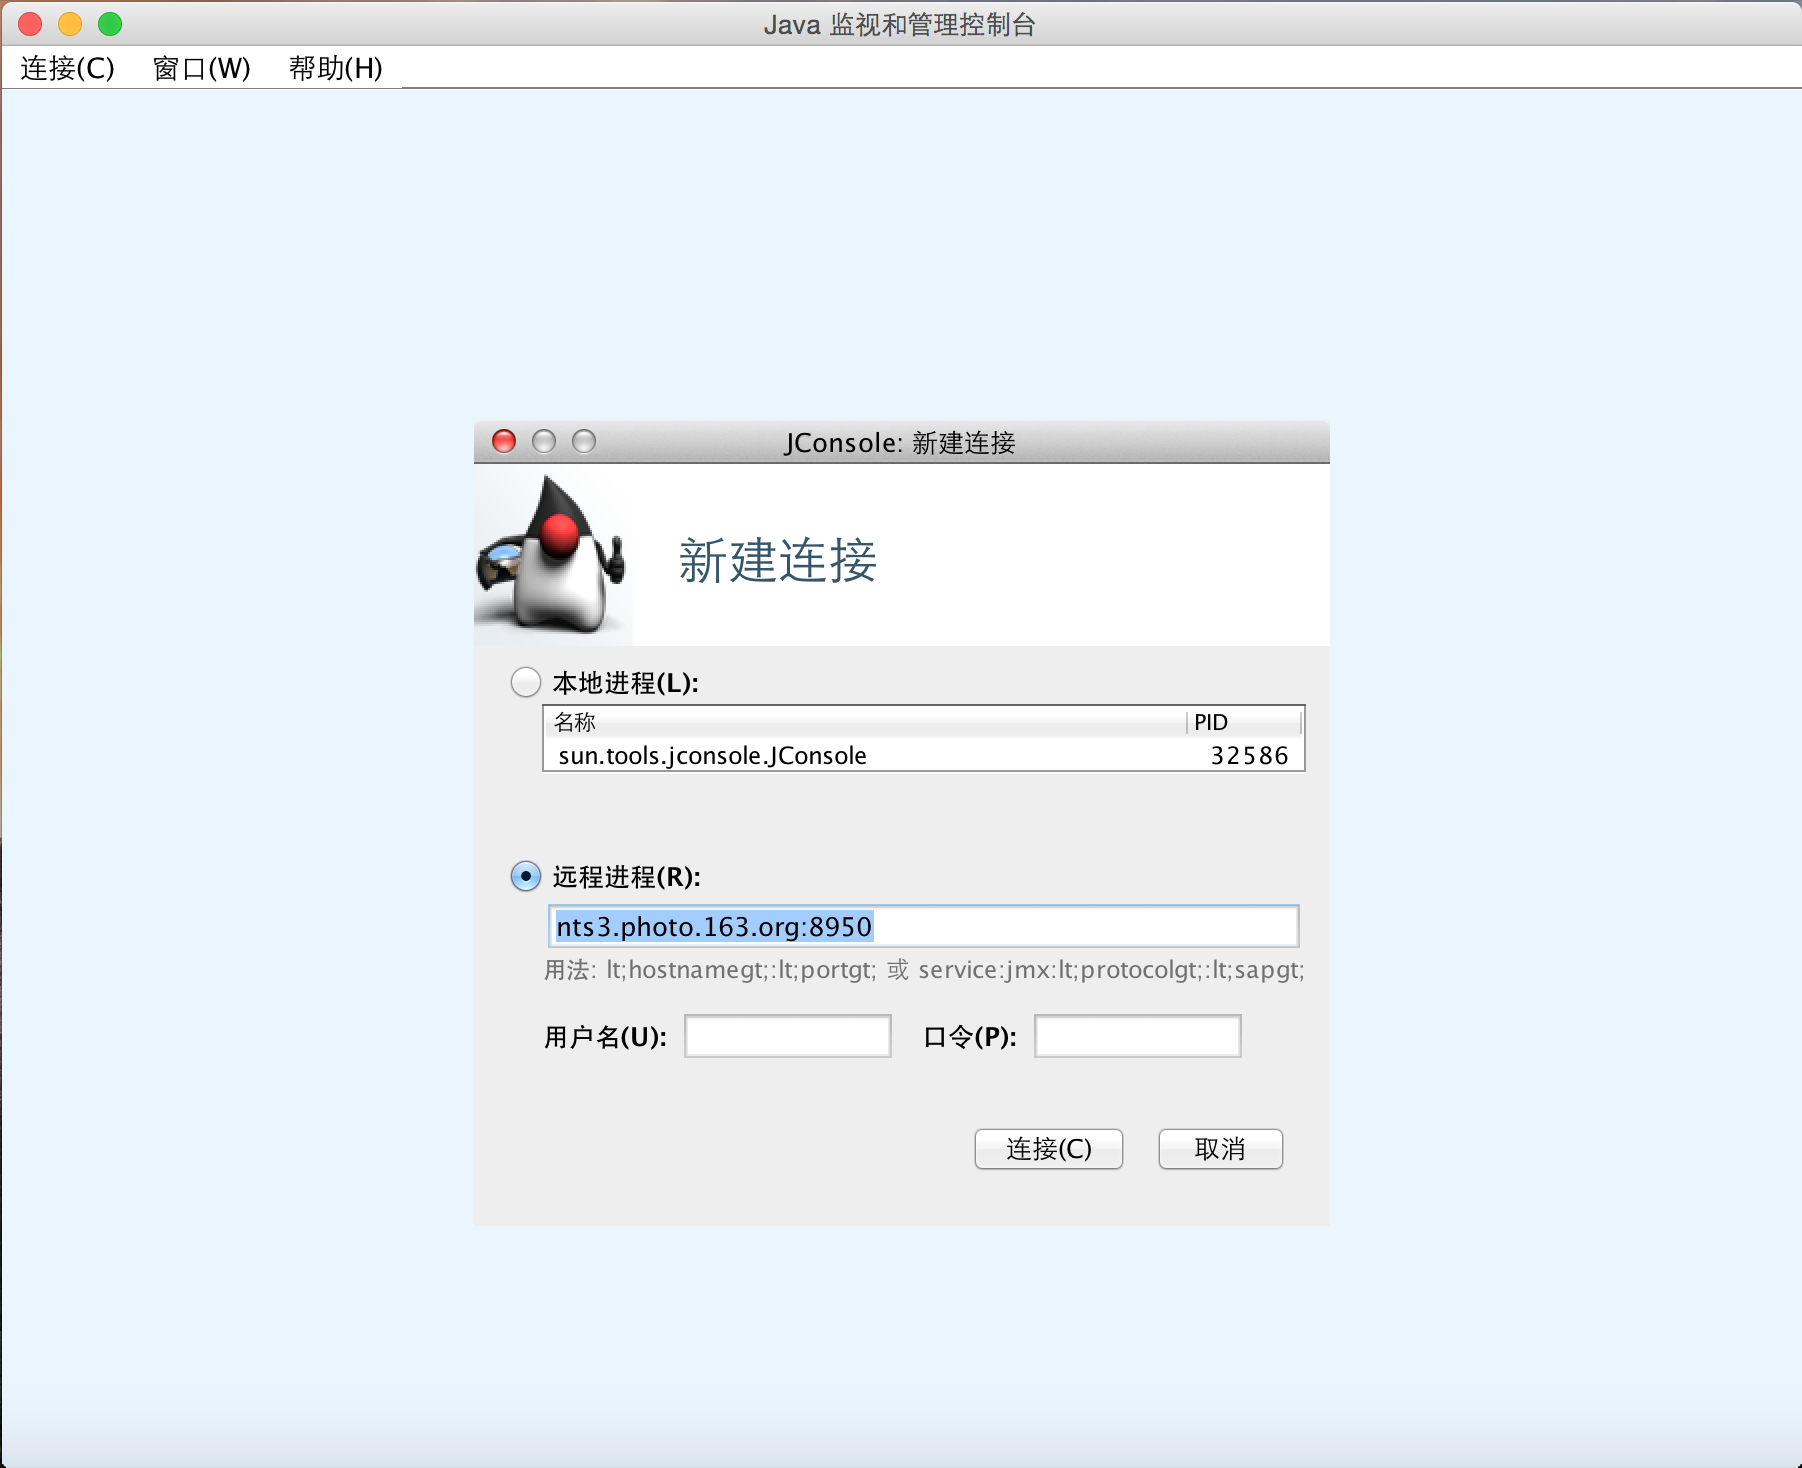 Java 监视和管理控制台
连接(C) 窗口(W) 帮助(H)
JConsole: 新建连接
新建连接
本地进程(L):
名称 PID
sun.tools.jconsole.JConsole 32586
远程进程(R):
nts3.photo.163.org:8950
用法: lt;hostnamegt;:lt;portgt; 或 service:jmx:lt;protocolgt;:lt;sapgt;
用户名(U): 口令(P):
连接(C) 取消